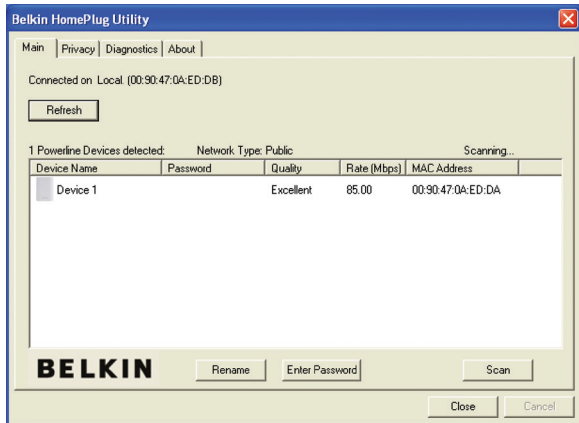 Belkin HomePlug Utility
Main Privacy Diagnostics About
Connected on Local. (00:90:47:0A:ED:DB)
Refresh
1 Powerline Devices detected: Network Type: Public Scanning...
Device Name Password Quality Rate (Mbps) MAC Address
Device 1 Excellent 85.00 00:90:47:0A:ED:DA
BELKIN Rename Enter Password Scan
Close Cancel